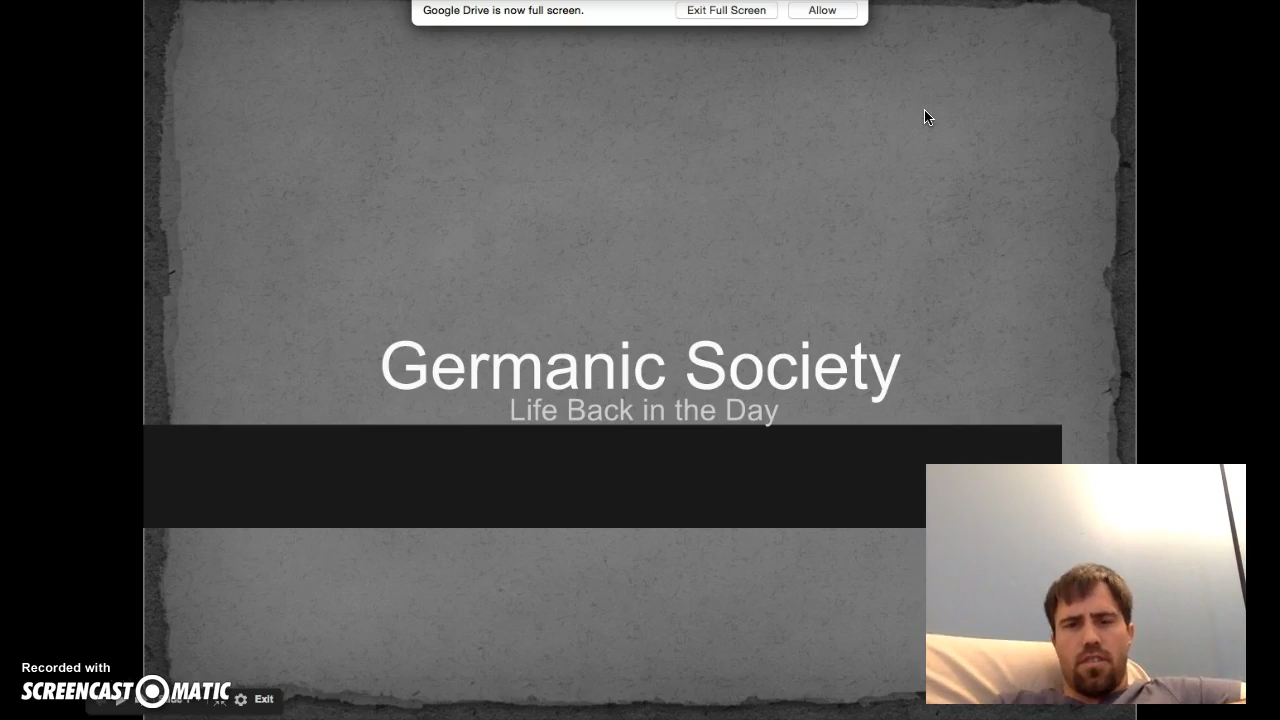 Google Drive is now full screen.
Exit Full Screen
Allow
Germanic Society
Life Back in the Day
Recorded with
SCREENCAST MATIC
Exit